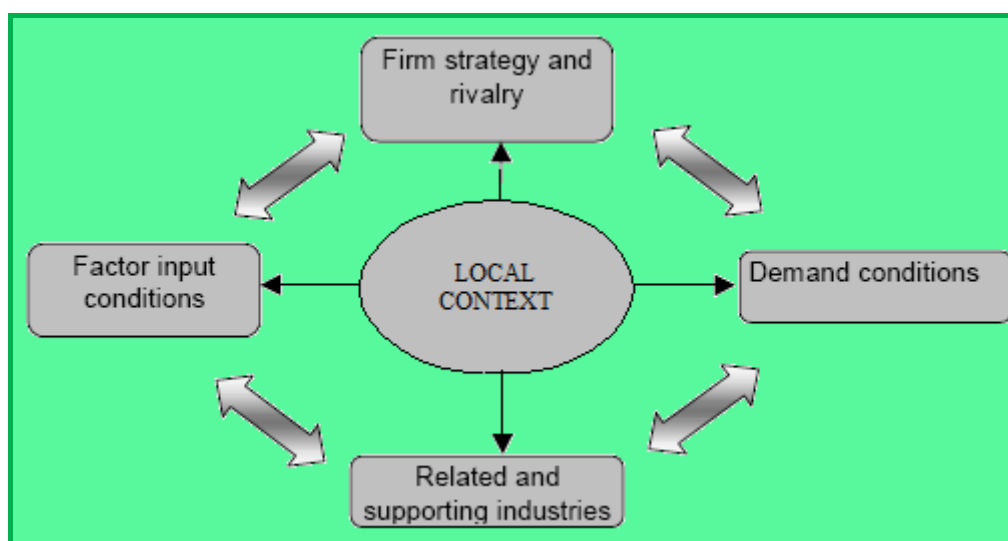 Firm strategy and
rivalry
Factor input
conditions
LOCAL
CONTEXT
Demand conditions
Related and
supporting industries